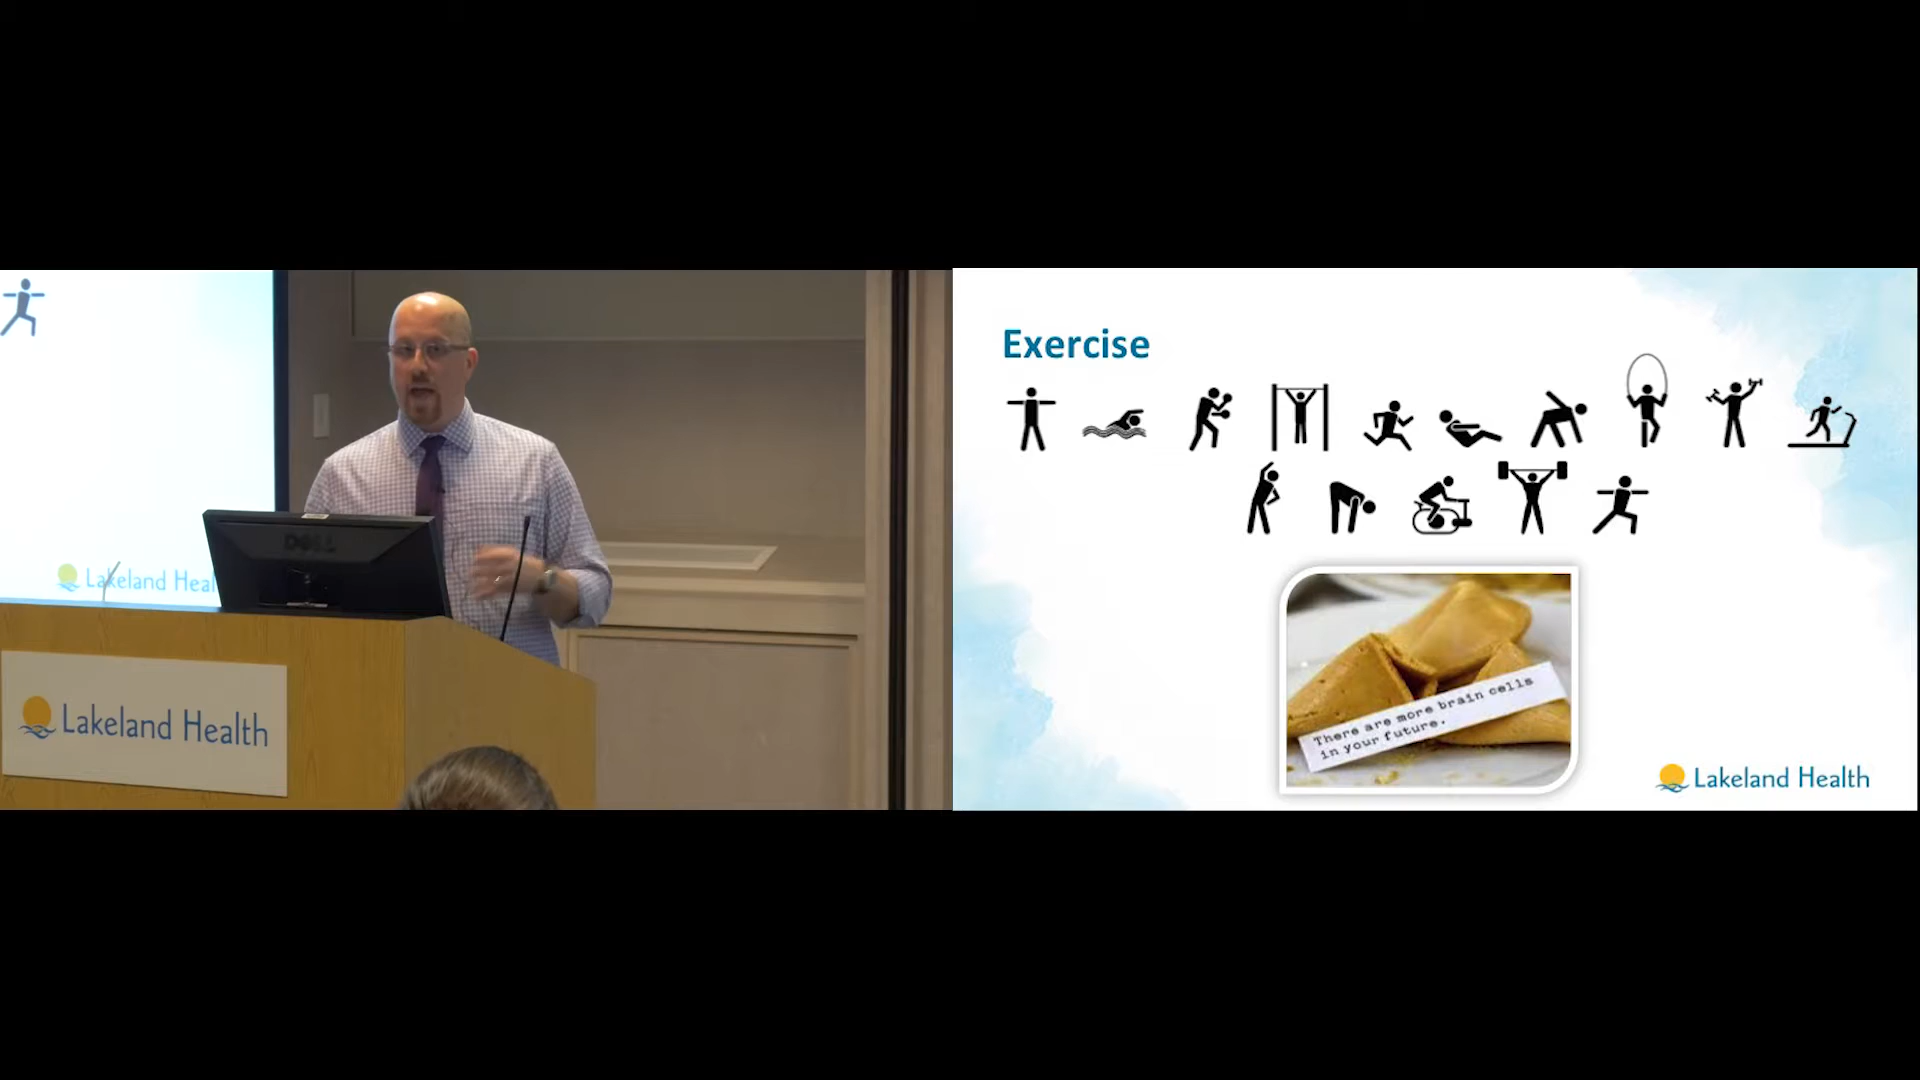 Lakeland Heal
DELL
Lakeland Health
Exercise
There are more brain cells
in your future.
Lakeland Health